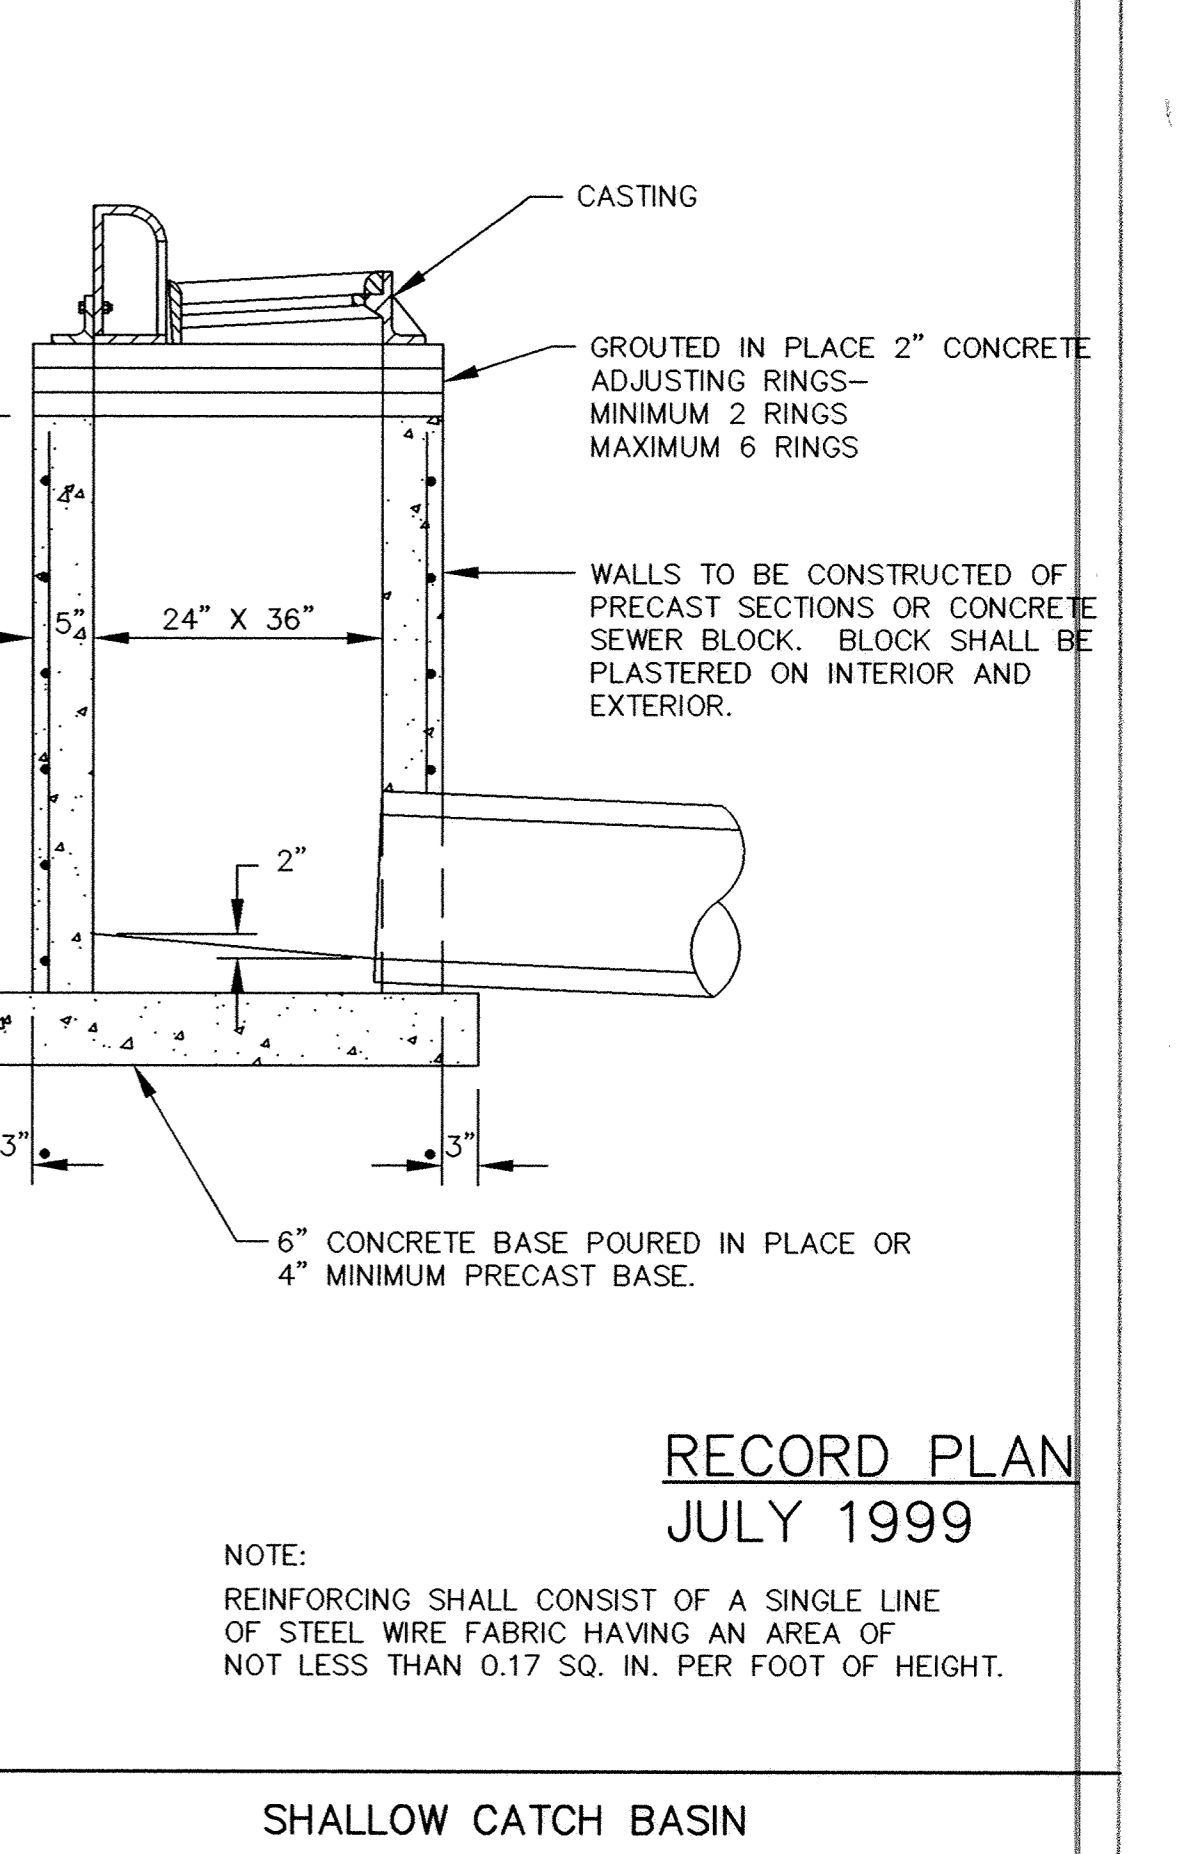 CASTING
GROUTED IN PLACE 2" CONCRETE
ADJUSTING RINGS-
MINIMUM 2 RINGS
MAXIMUM 6 RINGS
WALLS TO BE CONSTRUCTED OF
PRECAST SECTIONS OR CONCRETE
SEWER BLOCK. BLOCK SHALL BE
PLASTERED ON INTERIOR AND
EXTERIOR.
5"
24" X 36"
2"
3"
3"
6" CONCRETE BASE POURED IN PLACE OR
4" MINIMUM PRECAST BASE.
RECORD PLAN
JULY 1999
NOTE:
REINFORCING SHALL CONSIST OF A SINGLE LINE
OF STEEL WIRE FABRIC HAVING AN AREA OF
NOT LESS THAN 0.17 SQ. IN. PER FOOT OF HEIGHT.
SHALLOW CATCH BASIN